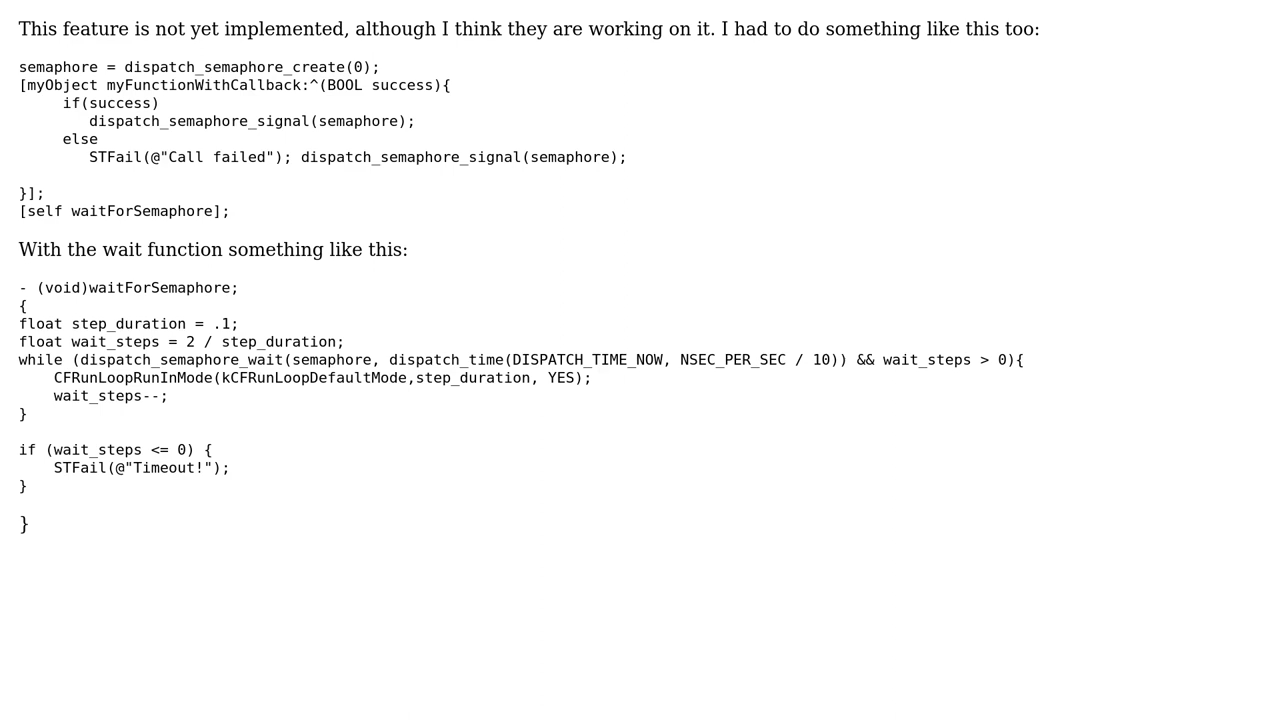 This feature is not yet implemented, although I think they are working on it. I had to do something like this too:
semaphore = dispatch_semaphore_create(0);
[myObject myFunctionWithCallback:^(BOOL success){
     if(success)
        dispatch_semaphore_signal(semaphore);
     else
        STFail(@"Call failed"); dispatch_semaphore_signal(semaphore);
}];
[self waitForSemaphore];
With the wait function something like this:
- (void)waitForSemaphore;
{
float step_duration = .1;
float wait_steps = 2 / step_duration;
while (dispatch_semaphore_wait(semaphore, dispatch_time(DISPATCH_TIME_NOW, NSEC_PER_SEC / 10)) && wait_steps > 0){
    CFRunLoopRunInMode(kCFRunLoopDefaultMode,step_duration, YES);
    wait_steps--;
}
if (wait_steps <= 0) {
    STFail(@"Timeout!");
}
}